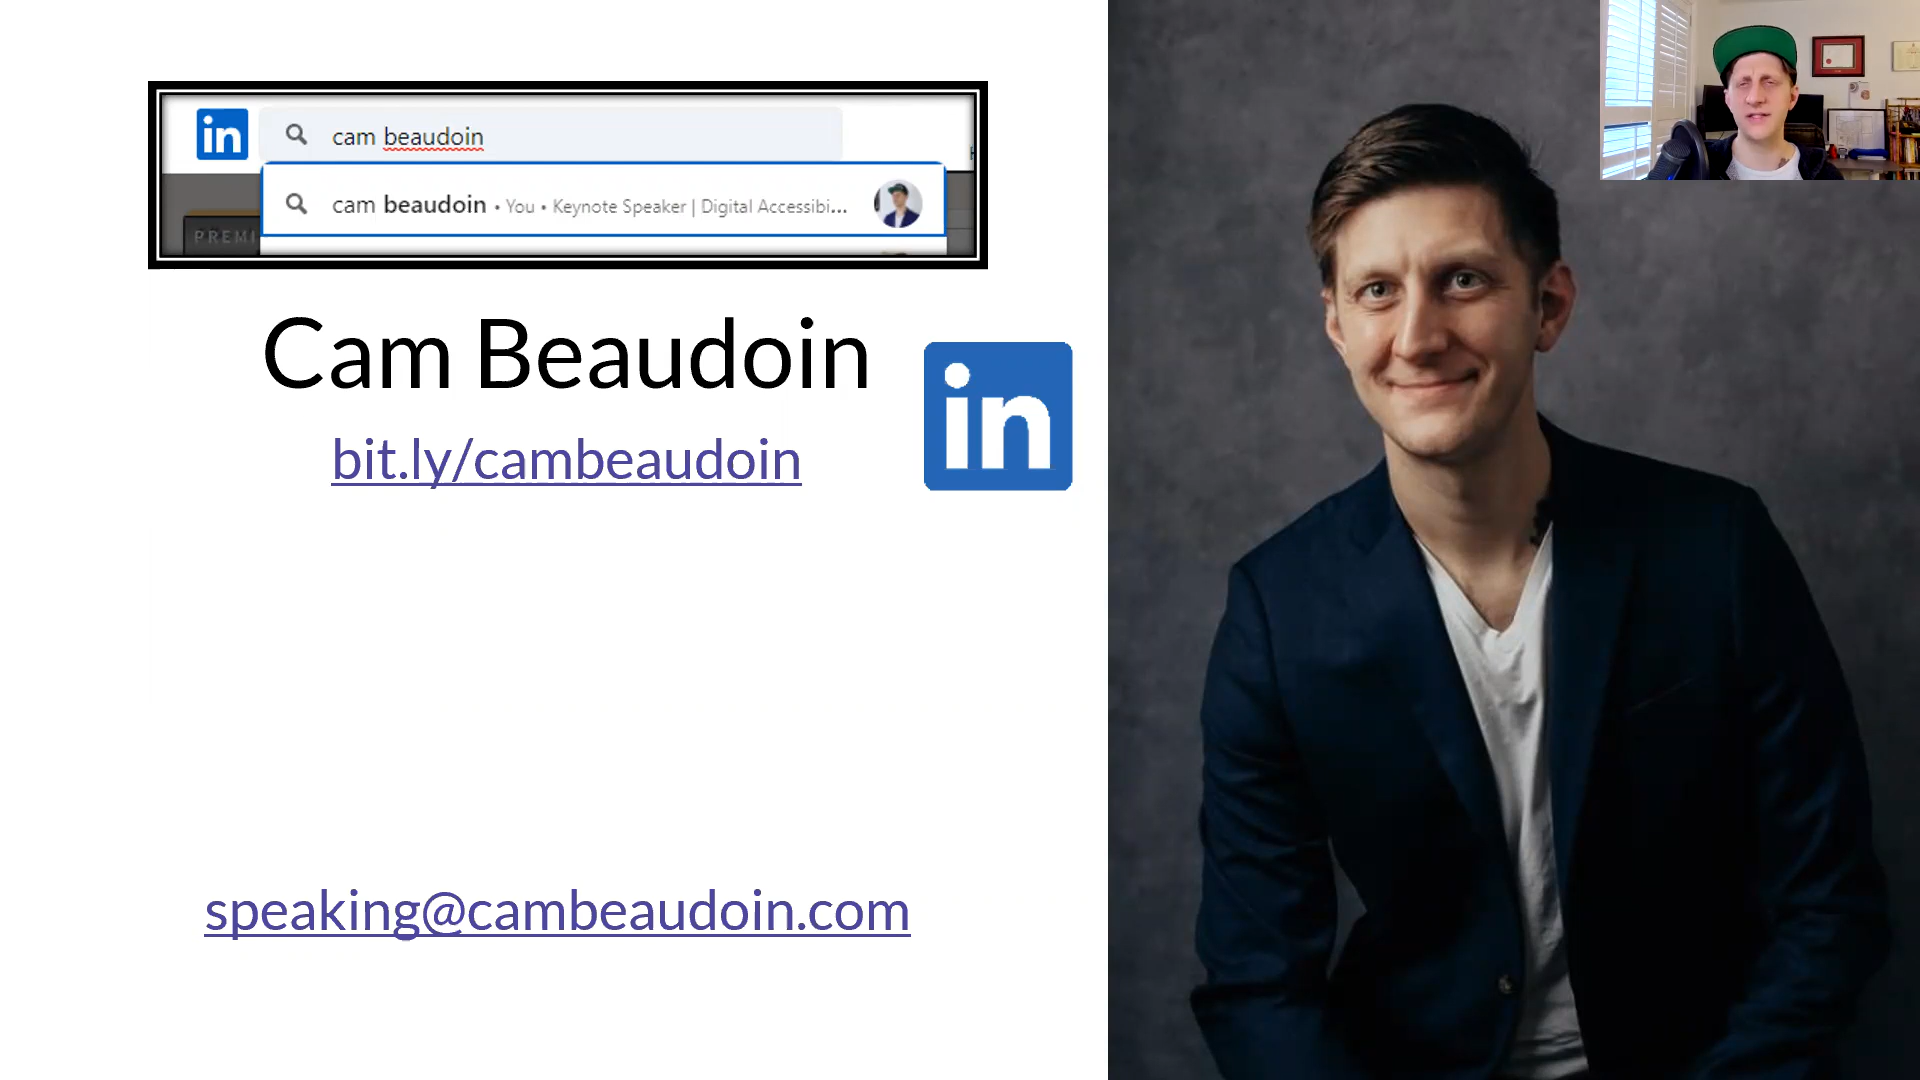 in cam beaudoin
cam beaudoin • You • Keynote Speaker | Digital Accessibi...
PREMI
Cam Beaudoin
in
bit.ly/cambeaudoin
speaking@cambeaudoin.com